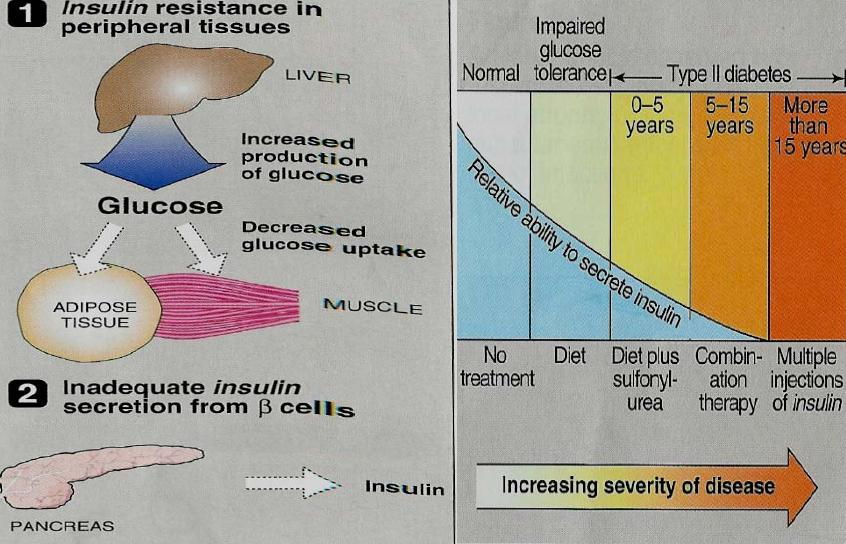 1 Insulin resistance in
peripheral tissues
LIVER
Increased
production
of glucose
Glucose
Decreased
glucose uptake
ADIPOSE
TISSUE
MUSCLE
2 Inadequate insulin
secretion from β cells
Insulin
PANCREAS
Normal
Impaired
glucose
tolerance
Type II diabetes
0–5
years
5–15
years
More
than
15 years
Relative ability to secrete insulin
No
treatment
Diet
Diet plus
sulfonyl-
urea
Combin-
ation
therapy
Multiple
injections
of insulin
Increasing severity of disease